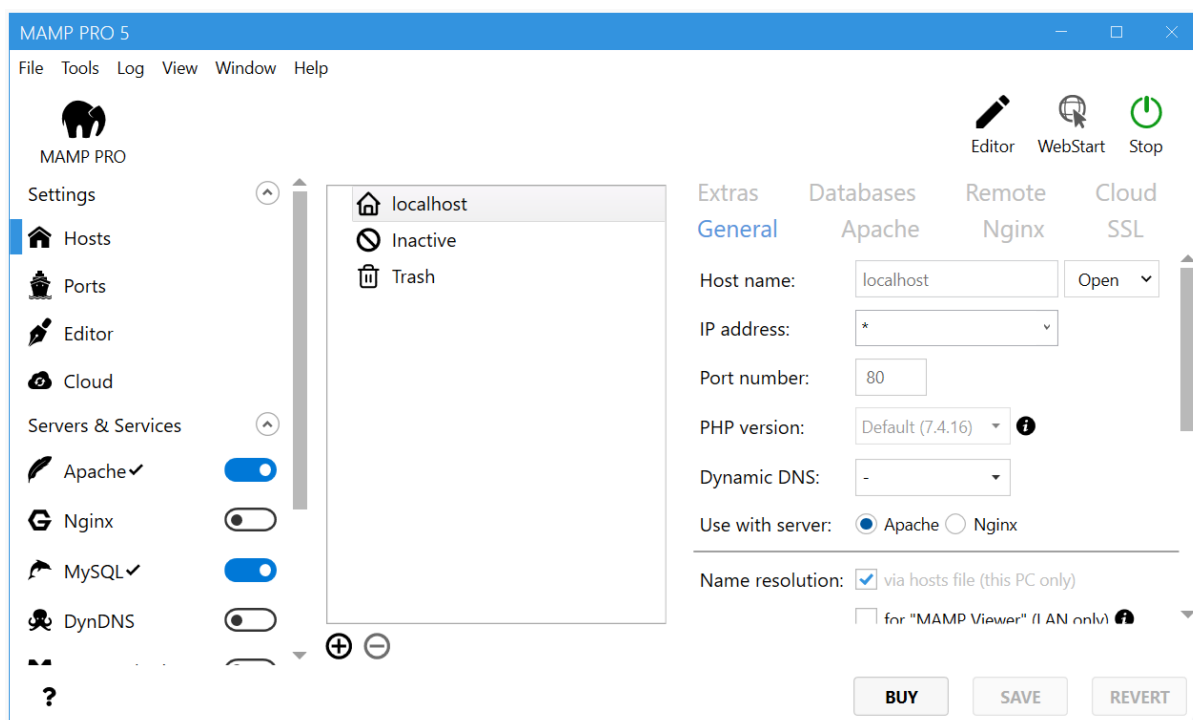 MAMP PRO 5
File Tools Log View Window Help
MAMP PRO
Editor WebStart Stop
Settings
Hosts
Ports
Editor
Cloud
Servers & Services
Apache
Nginx
MySQL
DynDNS
localhost
Inactive
Trash
Extras Databases Remote Cloud
General Apache Nginx SSL
Host name: localhost Open
IP address: *
Port number: 80
PHP version: Default (7.4.16)
Dynamic DNS: -
Use with server: Apache Nginx
Name resolution: via hosts file (this PC only)
for "MAMP Viewer" (LAN only)
?
BUY SAVE REVERT